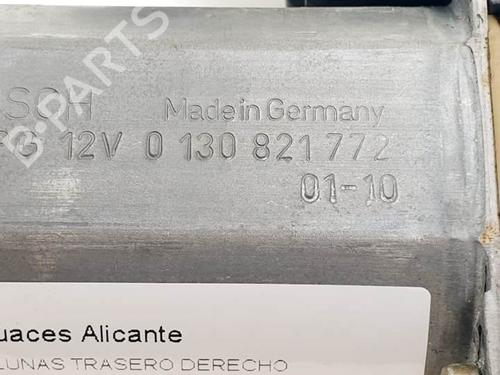 SCH Made in Germany
12V 0 130 821 772
01-10
uaces Alicante
LUNAS TRASERO DERECHO
B-PARTS